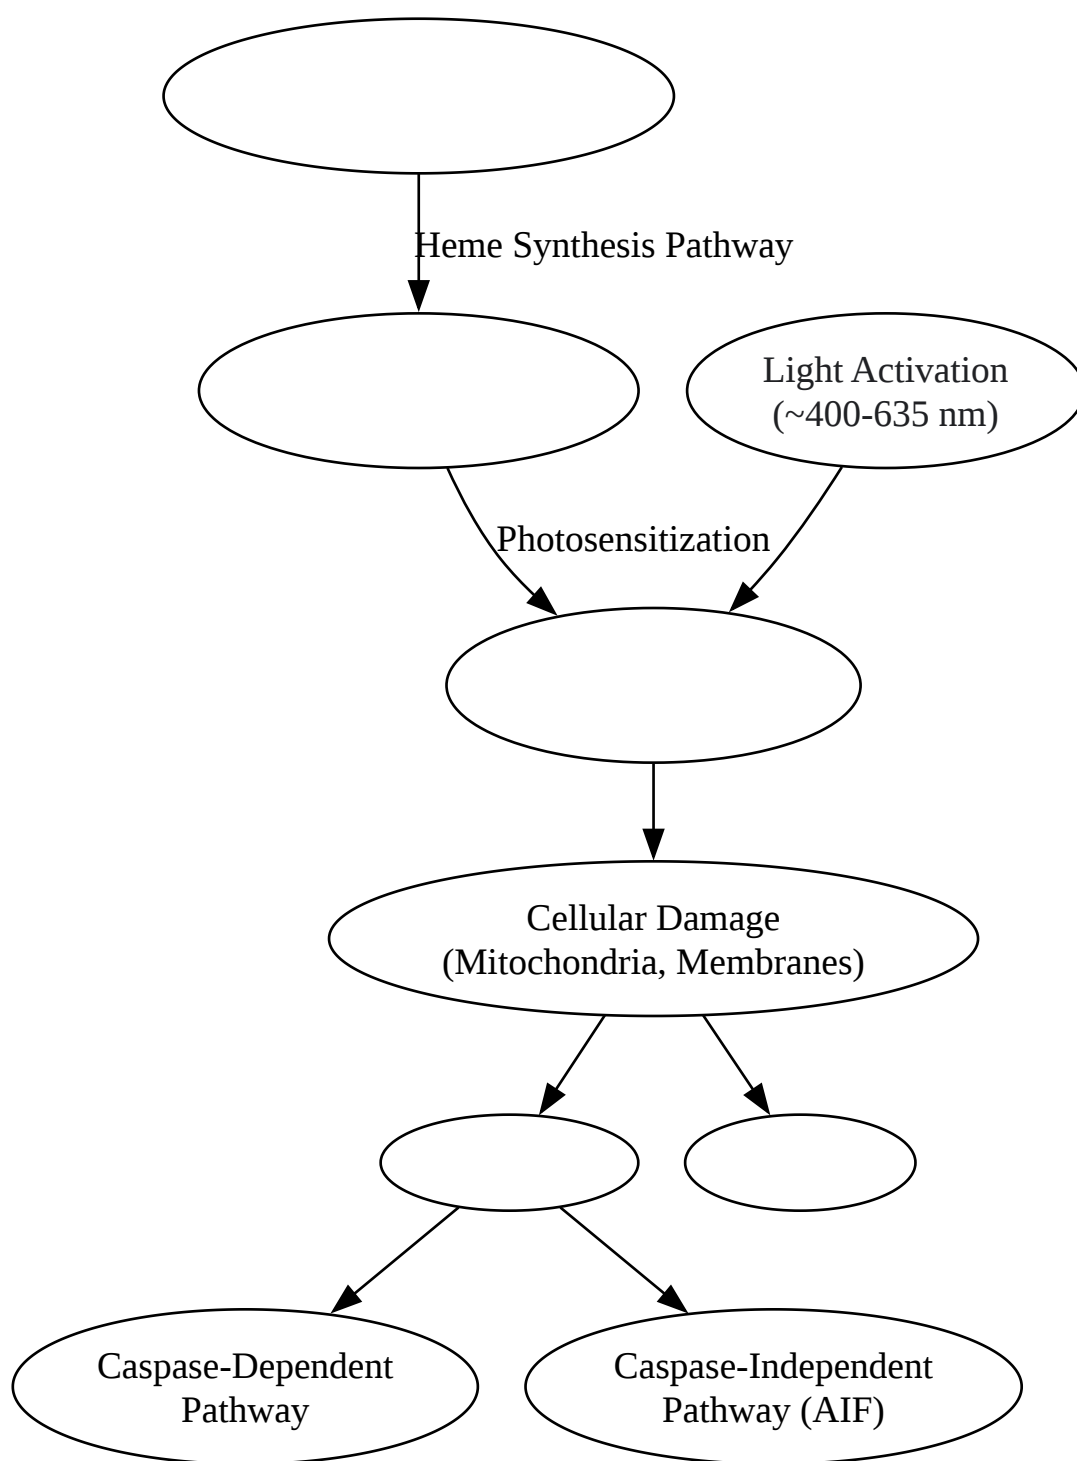 Heme Synthesis Pathway
Light Activation
(~400-635 nm)
Photosensitization
Cellular Damage
(Mitochondria, Membranes)
Caspase-Dependent
Pathway
Caspase-Independent
Pathway (AIF)